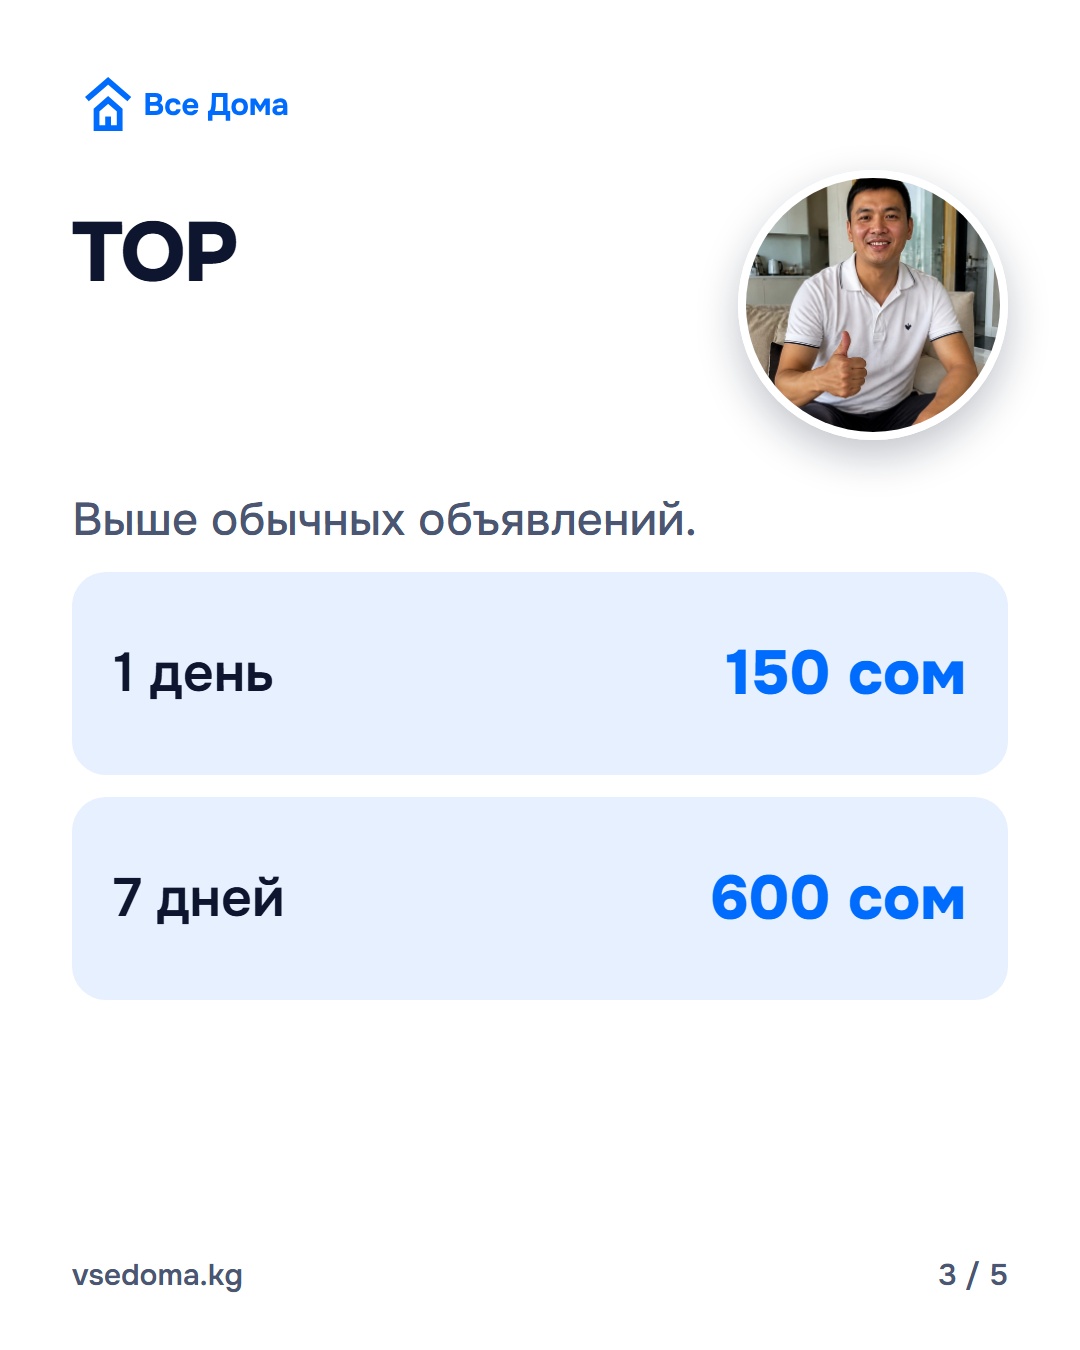 Все Дома
TOP
Выше обычных объявлений.
1 день
150 сом
7 дней
600 сом
vsedoma.kg
3 / 5